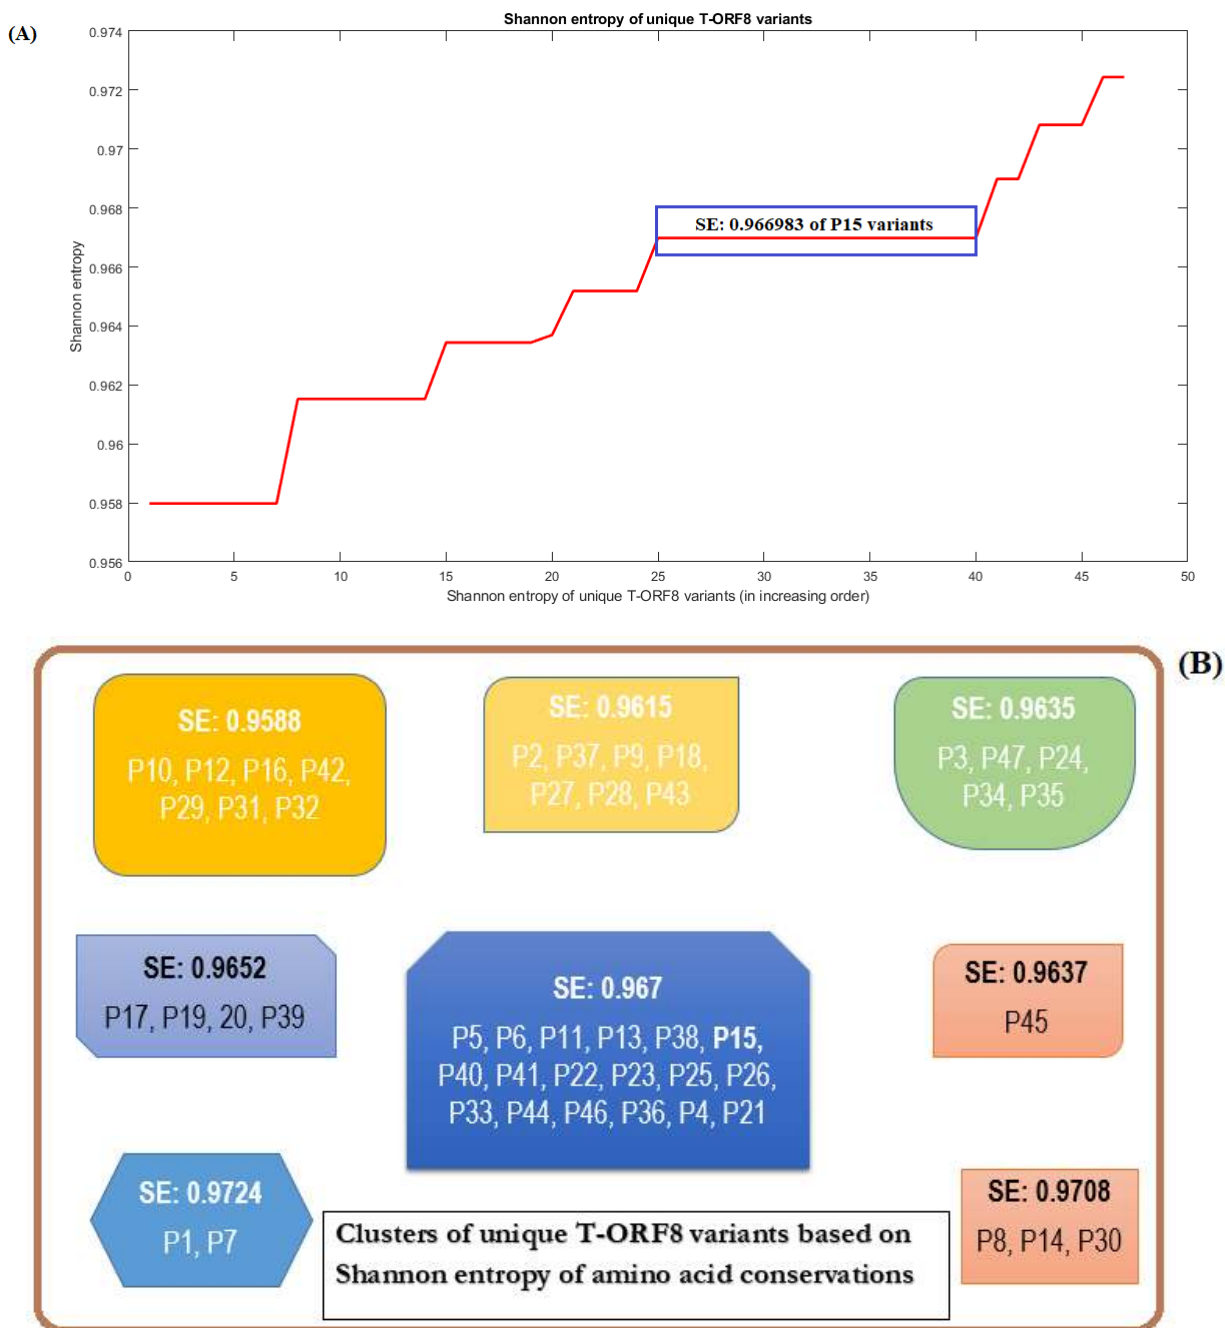 (A)
Shannon entropy of unique T-ORF8 variants
0.974
0.972
0.97
0.968
0.966
0.964
0.962
0.96
0.958
0.956
Shannon entropy
SE: 0.966983 of P15 variants
0 5 10 15 20 25 30 35 40 45 50
Shannon entropy of unique T-ORF8 variants (in increasing order)
(B)
SE: 0.9588
P10, P12, P16, P42,
P29, P31, P32
SE: 0.9615
P2, P37, P9, P18,
P27, P28, P43
SE: 0.9635
P3, P47, P24,
P34, P35
SE: 0.9652
P17, P19, 20, P39
SE: 0.967
P5, P6, P11, P13, P38, P15,
P40, P41, P22, P23, P25, P26,
P33, P44, P46, P36, P4, P21
SE: 0.9637
P45
SE: 0.9724
P1, P7
Clusters of unique T-ORF8 variants based on
Shannon entropy of amino acid conservations
SE: 0.9708
P8, P14, P30